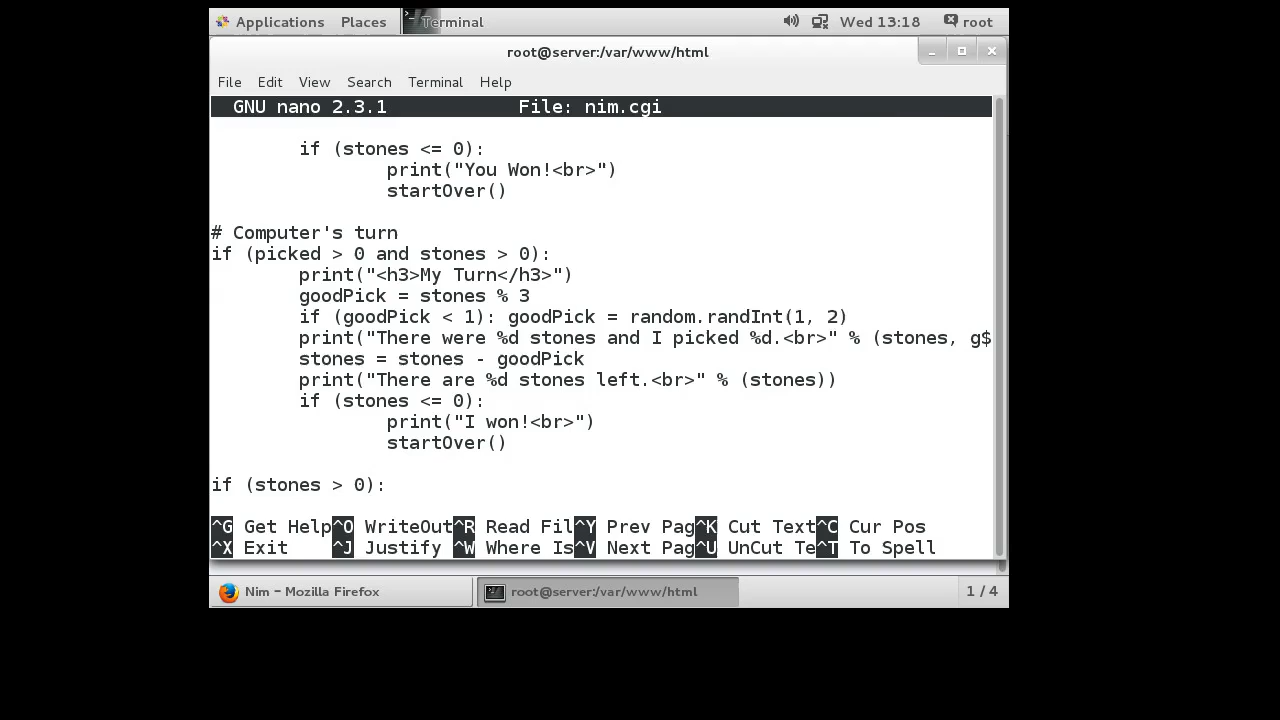 Applications Places Terminal Wed 13:18 root
root@server:/var/www/html
File Edit View Search Terminal Help
GNU nano 2.3.1 File: nim.cgi
if (stones <= 0):
print("You Won!<br>")
startOver()
# Computer's turn
if (picked > 0 and stones > 0):
print("<h3>My Turn</h3>")
goodPick = stones % 3
if (goodPick < 1): goodPick = random.randInt(1, 2)
print("There were %d stones and I picked %d.<br>" % (stones, g$
stones = stones - goodPick
print("There are %d stones left.<br>" % (stones))
if (stones <= 0):
print("I won!<br>")
startOver()
if (stones > 0):
^G Get Help^O WriteOut^R Read Fil^Y Prev Pag^K Cut Text^C Cur Pos
^X Exit ^J Justify ^W Where Is^V Next Pag^U UnCut Te^T To Spell
Nim - Mozilla Firefox root@server:/var/www/html 1 / 4